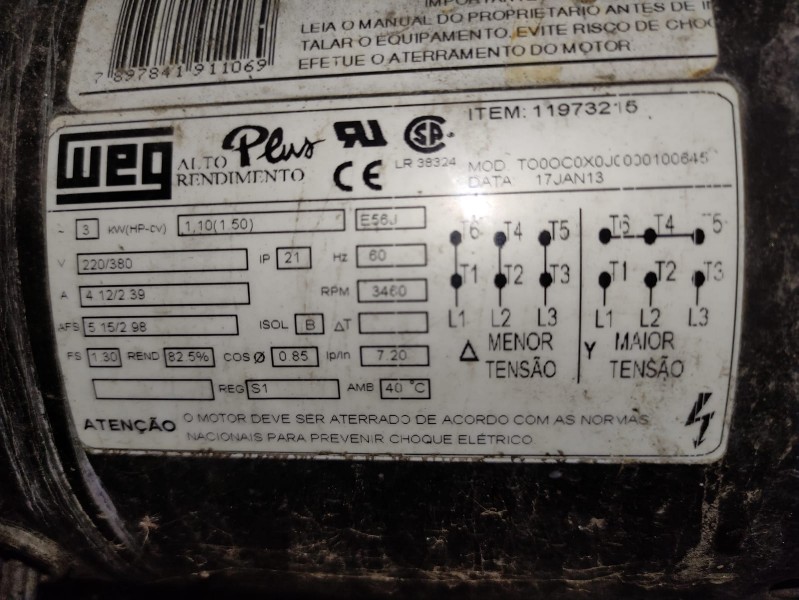 IMPORTANTE
LEIA O MANUAL DO PROPRIETARIO ANTES DE
TALAR O EQUIPAMENTO, EVITE RISCO DE
EFETUE O ATERRAMENTO DO MOTOR
7 897841 911069
weg ALTO RENDIMENTO Plus
LR 38324
ITEM: 11973215
MOD
DATA 17JAN13
3 KW(HP-cv) 1,10(1.50) E56J
V 220/380 IP 21 Hz 60
A 4.12/2.39 RPM 3460
AFS 5.15/2.98 ISOL B ΔT
FS 1.30 REND 82.5% COS Ø 0.85 Ip/In 7.20
REG S1 AMB 40 °C
T6 T4 T5
T1 T2 T3
L1 L2 L3
Δ MENOR TENSÃO
T6 T4 T5
T1 T2 T3
L1 L2 L3
Y MAIOR TENSÃO
ATENÇÃO O MOTOR DEVE SER ATERRADO DE ACORDO COM AS NORMAS
NACIONAIS PARA PREVENIR CHOQUE ELÉTRICO.